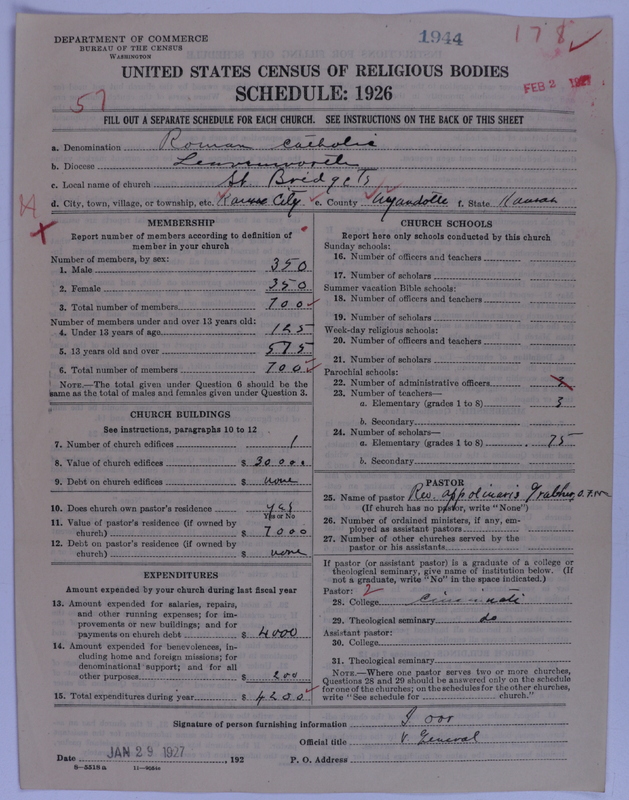 DEPARTMENT OF COMMERCE
BUREAU OF THE CENSUS
WASHINGTON
1944
178
UNITED STATES CENSUS OF RELIGIOUS BODIES
SCHEDULE: 1926
FEB 2 1927
57
FILL OUT A SEPARATE SCHEDULE FOR EACH CHURCH. SEE INSTRUCTIONS ON THE BACK OF THIS SHEET
a. Denomination Roman Catholic
b. Diocese Leavenworth
c. Local name of church St Bridgets
d. City, town, village, or township, etc. Kansas City e. County Wyandotte f. State Kansas
MEMBERSHIP
Report number of members according to definition of
member in your church
Number of members, by sex:
1. Male 350
2. Female 350
3. Total number of members 700
Number of members under and over 13 years old:
4. Under 13 years of age 125
5. 13 years old and over 575
6. Total number of members 700
NOTE.—The total given under Question 6 should be the
same as the total of males and females given under Question 3.
CHURCH BUILDINGS
See instructions, paragraphs 10 to 12
7. Number of church edifices 1
8. Value of church edifices $ 30000
9. Debt on church edifices $ none
10. Does church own pastor's residence yes
Yes or No
11. Value of pastor's residence (if owned by
church) $ 7000
12. Debt on pastor's residence (if owned by
church) $ none
EXPENDITURES
Amount expended by your church during last fiscal year
13. Amount expended for salaries, repairs,
and other running expenses; for im-
provements or new buildings; and for
payments on church debt $ 4000
14. Amount expended for benevolences, in-
cluding home and foreign missions; for
denominational support; and for all
other purposes $ 200
15. Total expenditures during year $ 4200
CHURCH SCHOOLS
Report here only schools conducted by this church
Sunday schools:
16. Number of officers and teachers
17. Number of scholars
Summer vacation Bible schools:
18. Number of officers and teachers
19. Number of scholars
Week-day religious schools:
20. Number of officers and teachers
21. Number of scholars
Parochial schools:
22. Number of administrative officers
23. Number of teachers—
a. Elementary (grades 1 to 8) 3
b. Secondary
24. Number of scholars—
a. Elementary (grades 1 to 8) 75
b. Secondary
PASTOR
25. Name of pastor Rev. Appolinaris
(If church has no pastor, write "None")
26. Number of ordained ministers, if any, em-
ployed as assistant pastors
27. Number of other churches served by the
pastor or his assistants
If pastor (or assistant pastor) is a graduate of a college or
theological seminary, give name of institution below. (If
not a graduate, write "No" in the space indicated.)
Pastor: 2
28. College Cincinnati
29. Theological seminary do
Assistant pastor:
30. College
31. Theological seminary
NOTE.—Where one pastor serves two or more churches,
Questions 28 and 29 should be answered only on the schedule
for one of the churches; on the schedules for the other churches,
write "See schedule for church."
Signature of person furnishing information
Official title V. General
Date JAN 29 1927, 192 P. O. Address